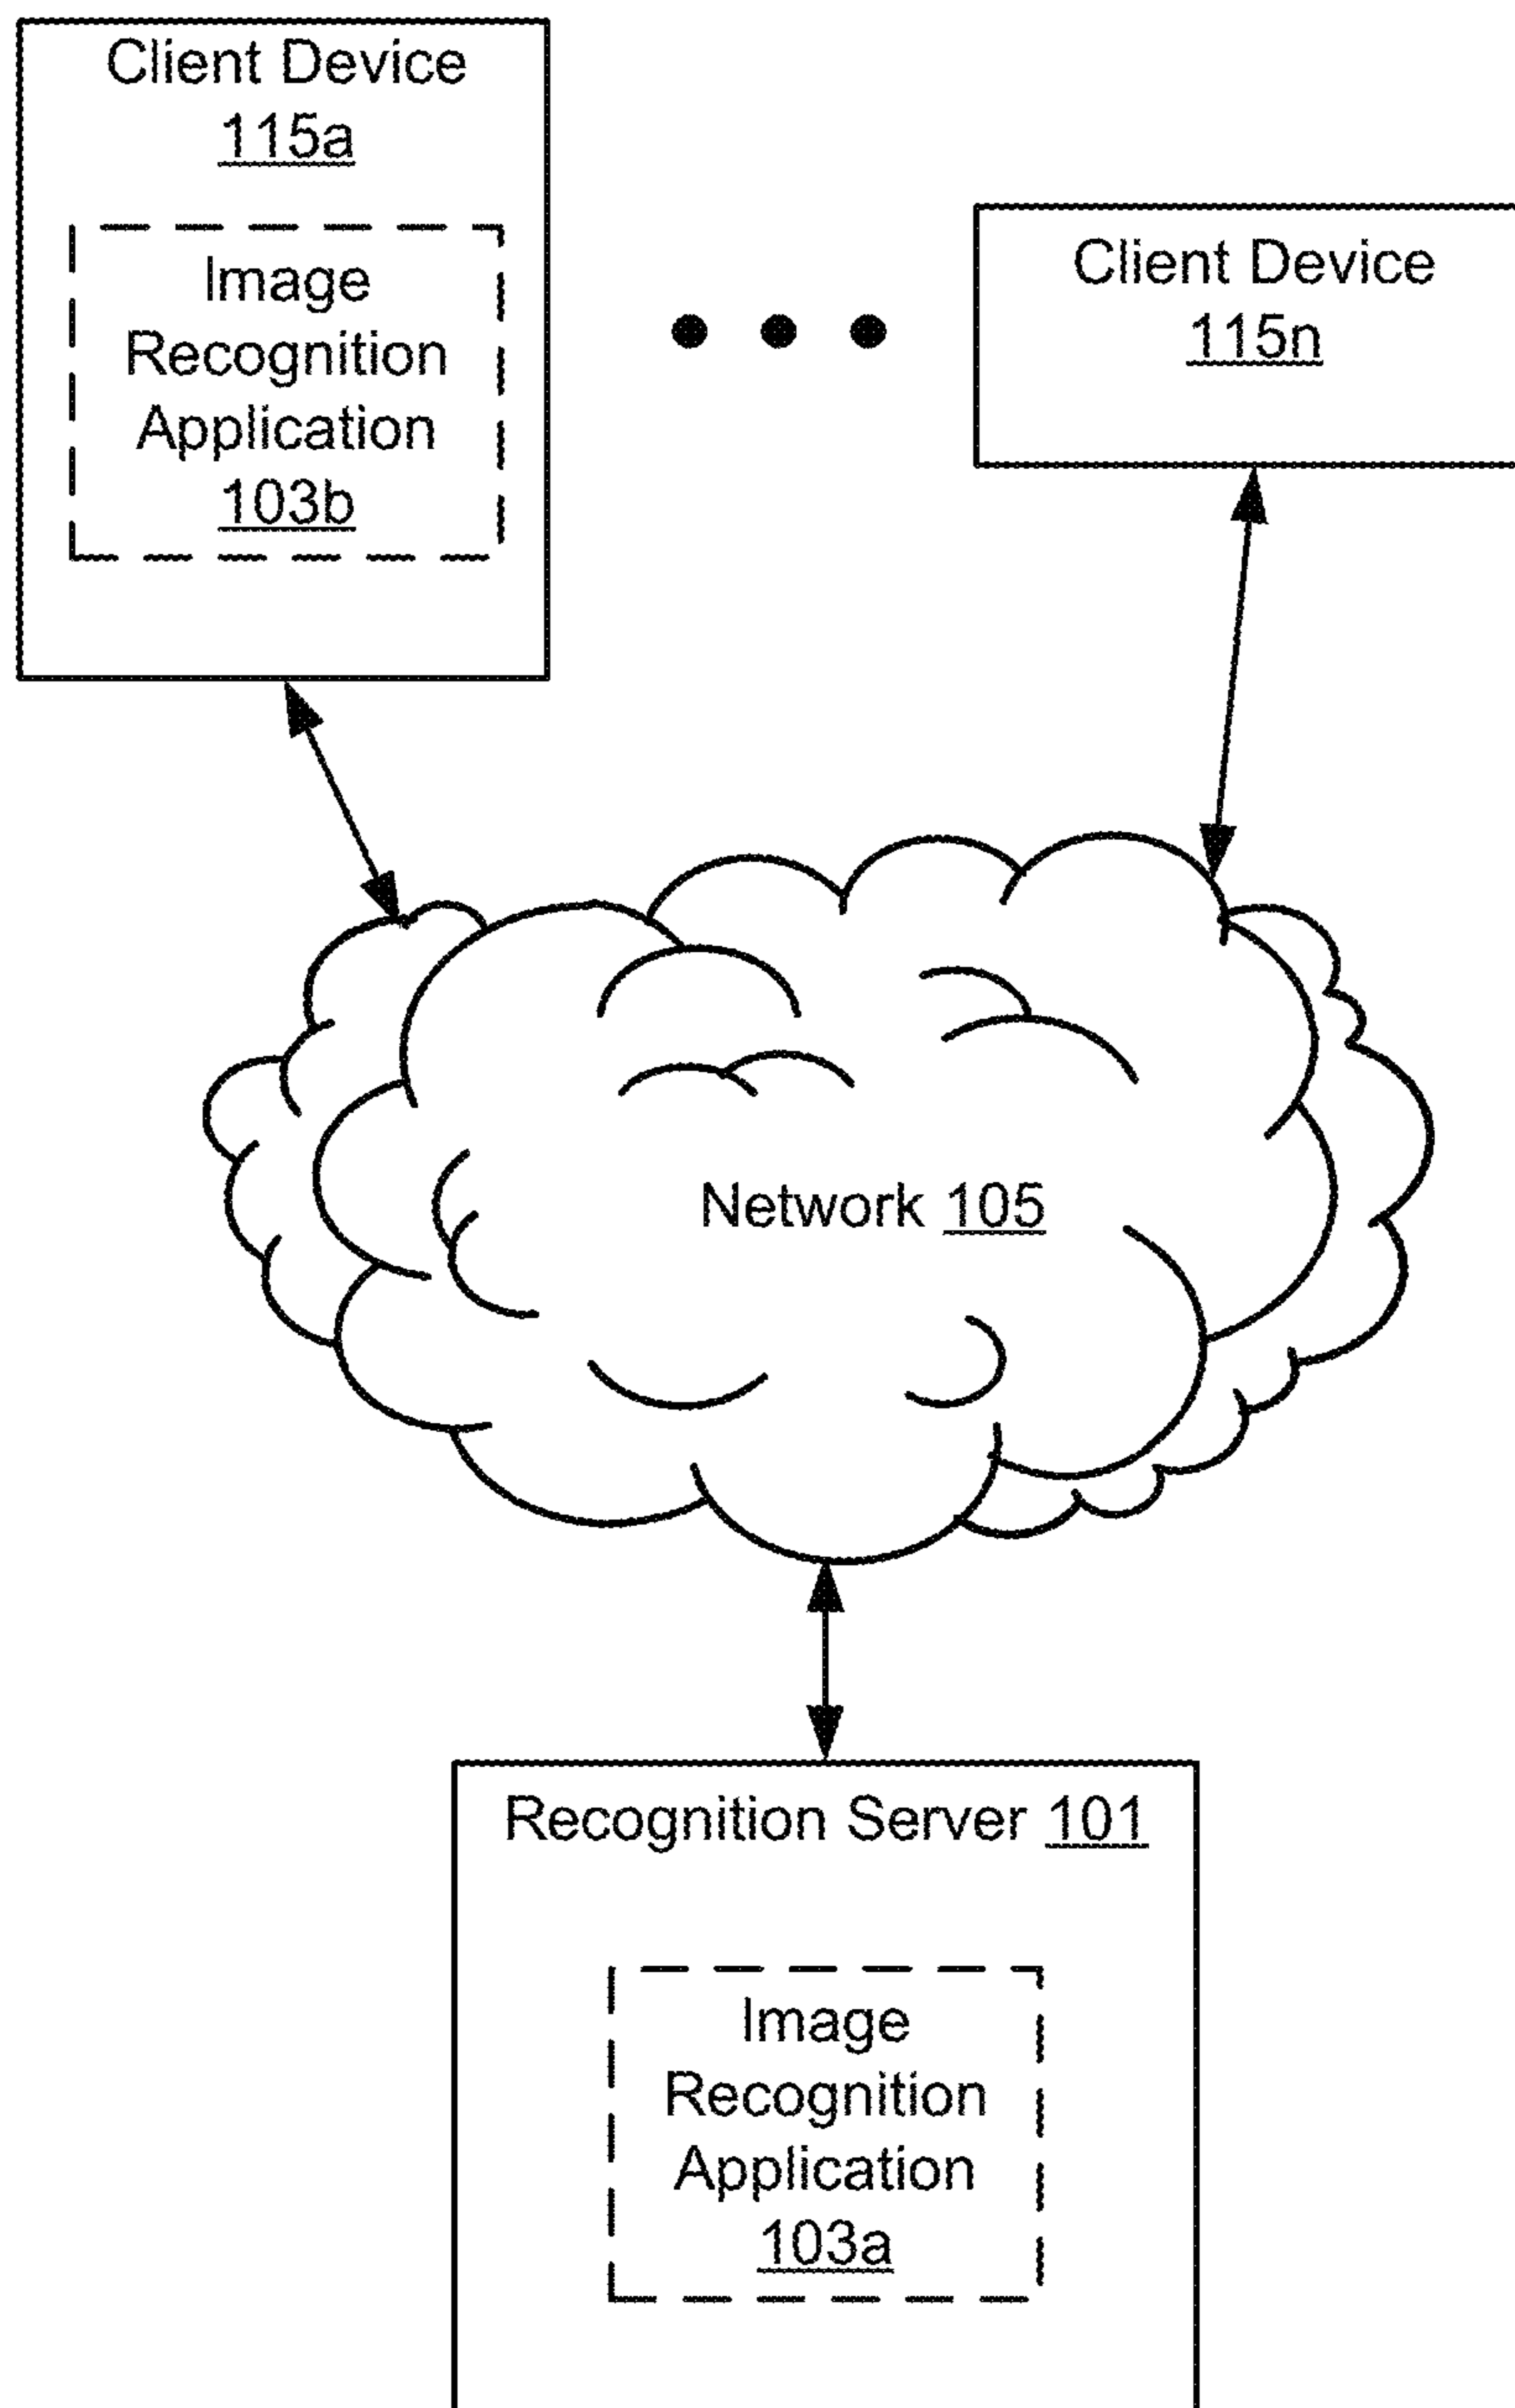 Client Device
115a
Image
Recognition
Application
103b
Client Device
115n
Network 105
Recognition Server 101
Image
Recognition
Application
103a